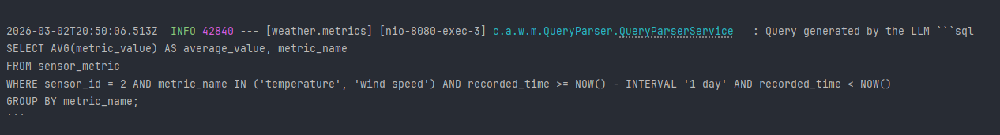 2026-03-02T20:50:06.513Z  INFO 42840 --- [weather.metrics] [nio-8080-exec-3] c.a.w.m.QueryParser.QueryParserService   : Query generated by the LLM ```sql
SELECT AVG(metric_value) AS average_value, metric_name
FROM sensor_metric
WHERE sensor_id = 2 AND metric_name IN ('temperature', 'wind speed') AND recorded_time >= NOW() - INTERVAL '1 day' AND recorded_time < NOW()
GROUP BY metric_name;
```